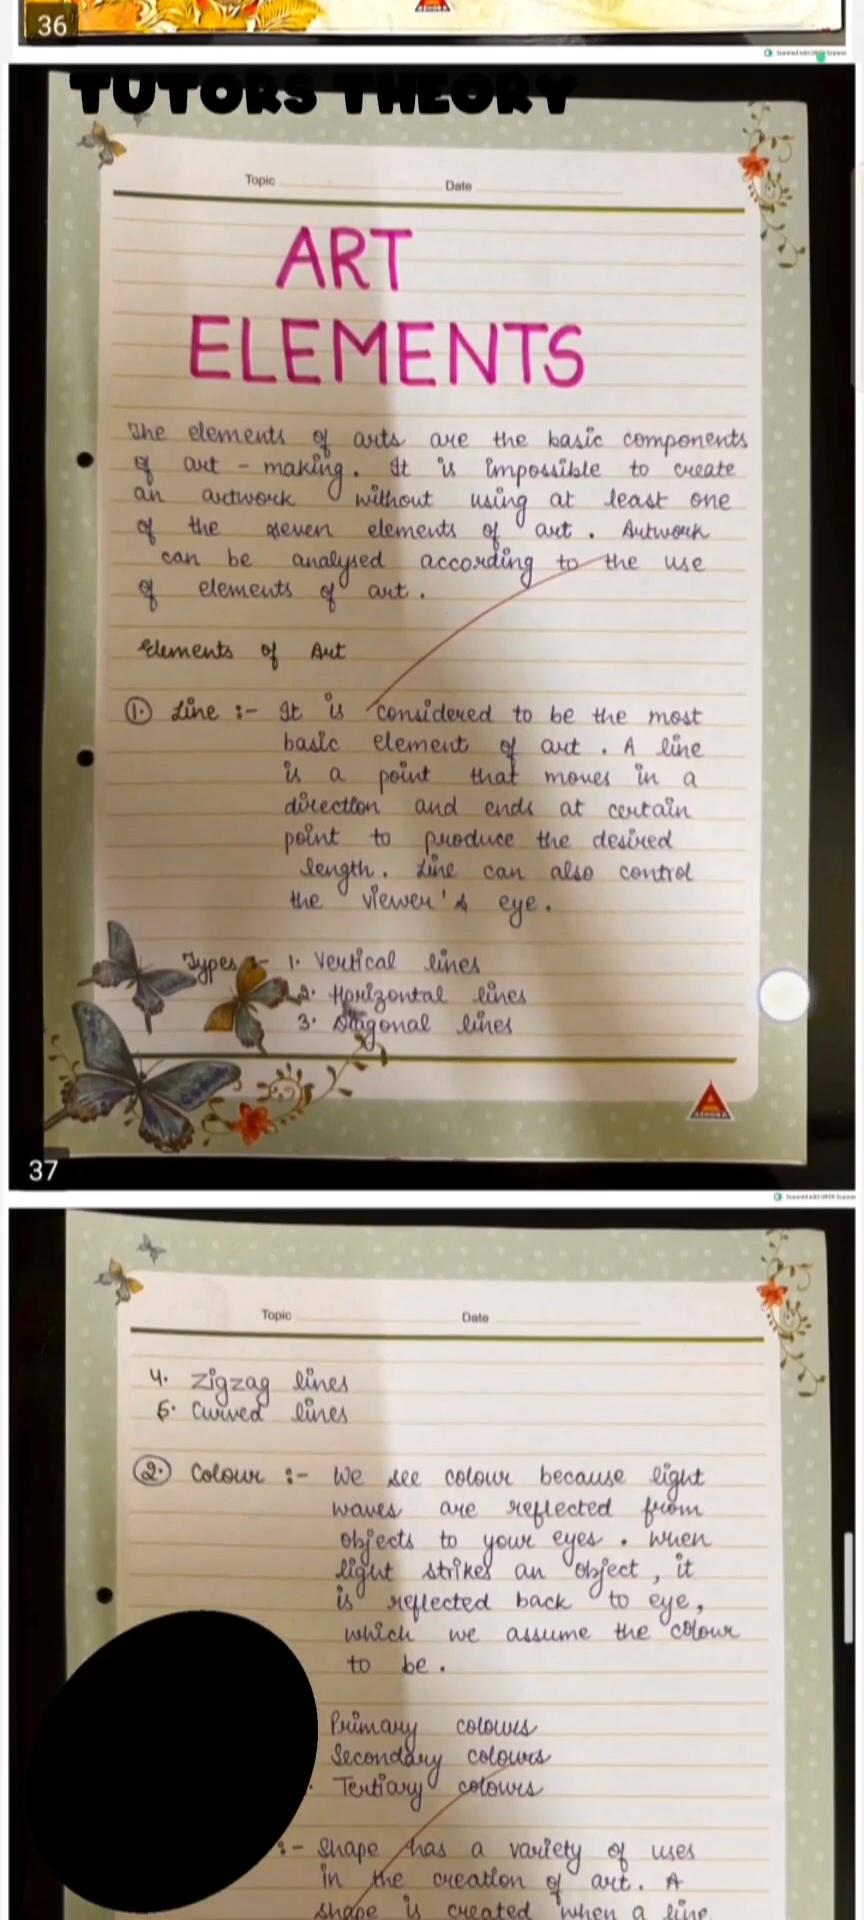 36
TUTORS THEORY
Topic
Date
ART
ELEMENTS
The elements of arts are the basic components
of art - making. It is impossible to create
an artwork without using at least one
of the seven elements of art. Artwork
can be analysed according to the use
of elements of art.
Elements of Art
1. Line :- It is considered to be the most
basic element of art. A line
is a point that moves in a
direction and ends at certain
point to produce the desired
length. Line can also control
the viewer's eye.
Types :- 1. Vertical lines
2. Horizontal lines
3. Diagonal lines
37
Topic
Date
4. Zigzag lines
5. Curved lines
2. Colour :- We see colour because light
waves are reflected from
objects to your eyes. When
light strikes an object, it
is reflected back to eye,
which we assume the colour
to be.
Primary colours
Secondary colours
Tertiary colours
:- Shape has a variety of uses
in the creation of art. A
shape is created when a line